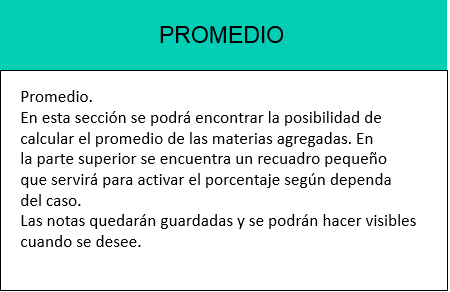 PROMEDIO
Promedio.
En esta sección se podrá encontrar la posibilidad de
calcular el promedio de las materias agregadas. En
la parte superior se encuentra un recuadro pequeño
que servirá para activar el porcentaje según dependa
del caso.
Las notas quedarán guardadas y se podrán hacer visibles
cuando se desee.